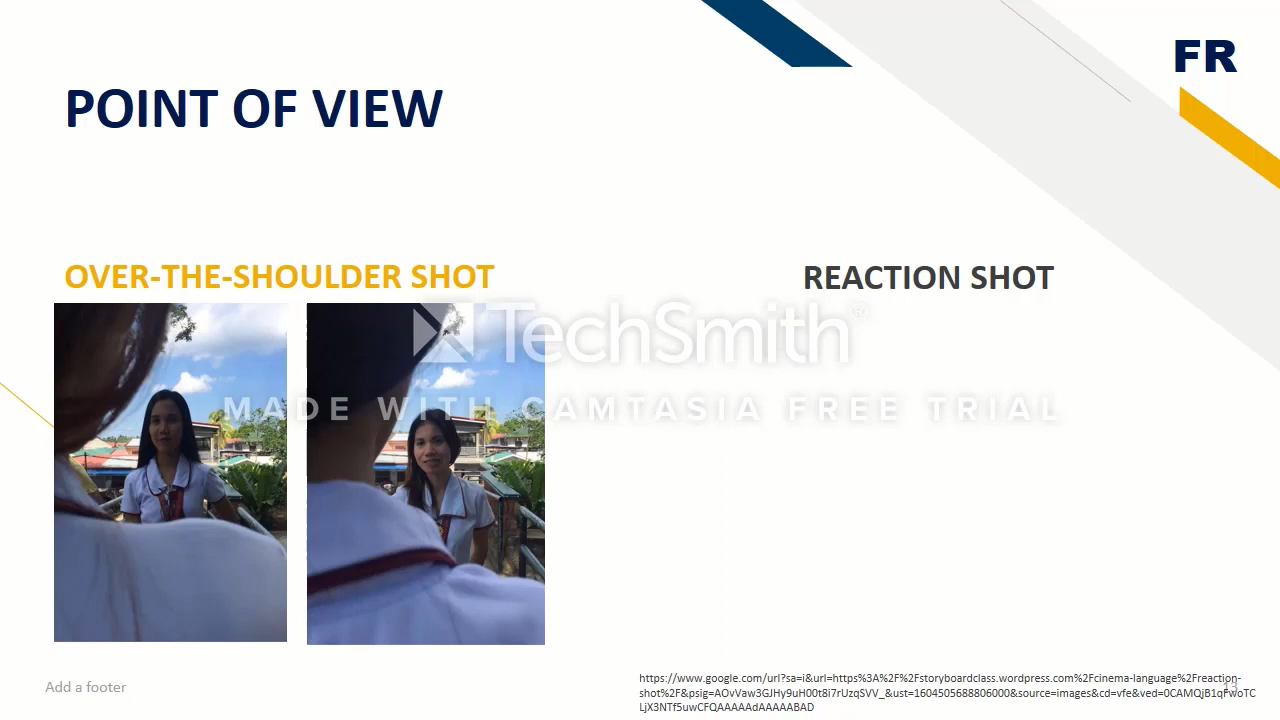 FR
POINT OF VIEW
OVER-THE-SHOULDER SHOT
REACTION SHOT
TechSmith®
MADE WITH CAMTASIA FREE TRIAL
Add a footer
13
https://www.google.com/url?sa=i&url=https%3A%2F%2Fstoryboardclass.wordpress.com%2Fcinema-language%2Freaction-
shot%2F&psig=AOvVaw3GJHy9uH00t8i7rUzqSVV_&ust=1604505688806000&source=images&cd=vfe&ved=0CAMQjB1qFwoTC
LjX3NTf5uwCFQAAAAAdAAAAABAD